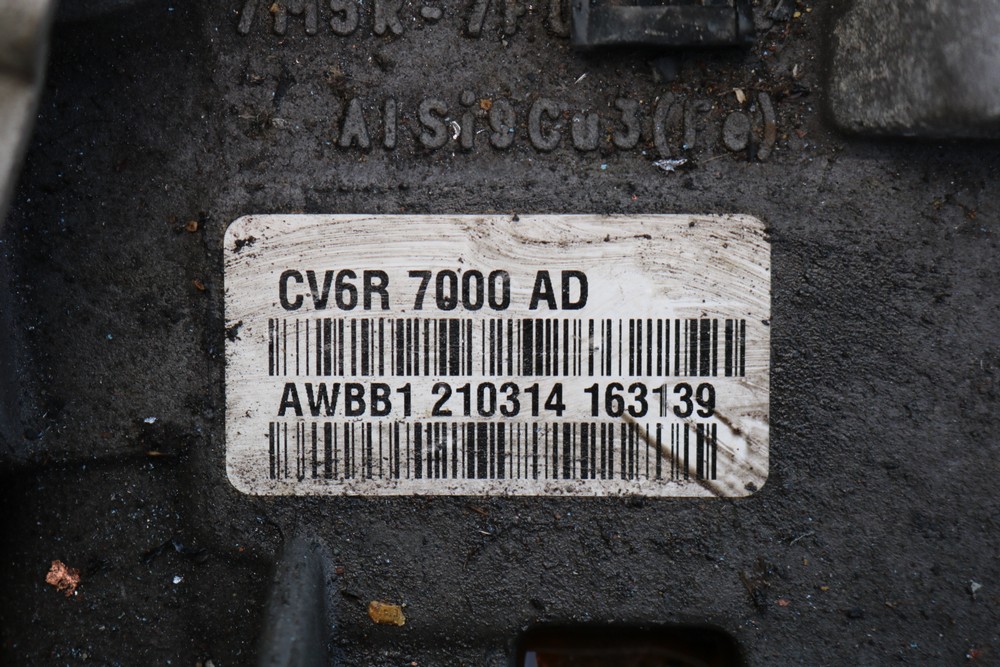 AlSi9Cu3(Fe)
CV6R 7000 AD
AWBB1 210314 163139